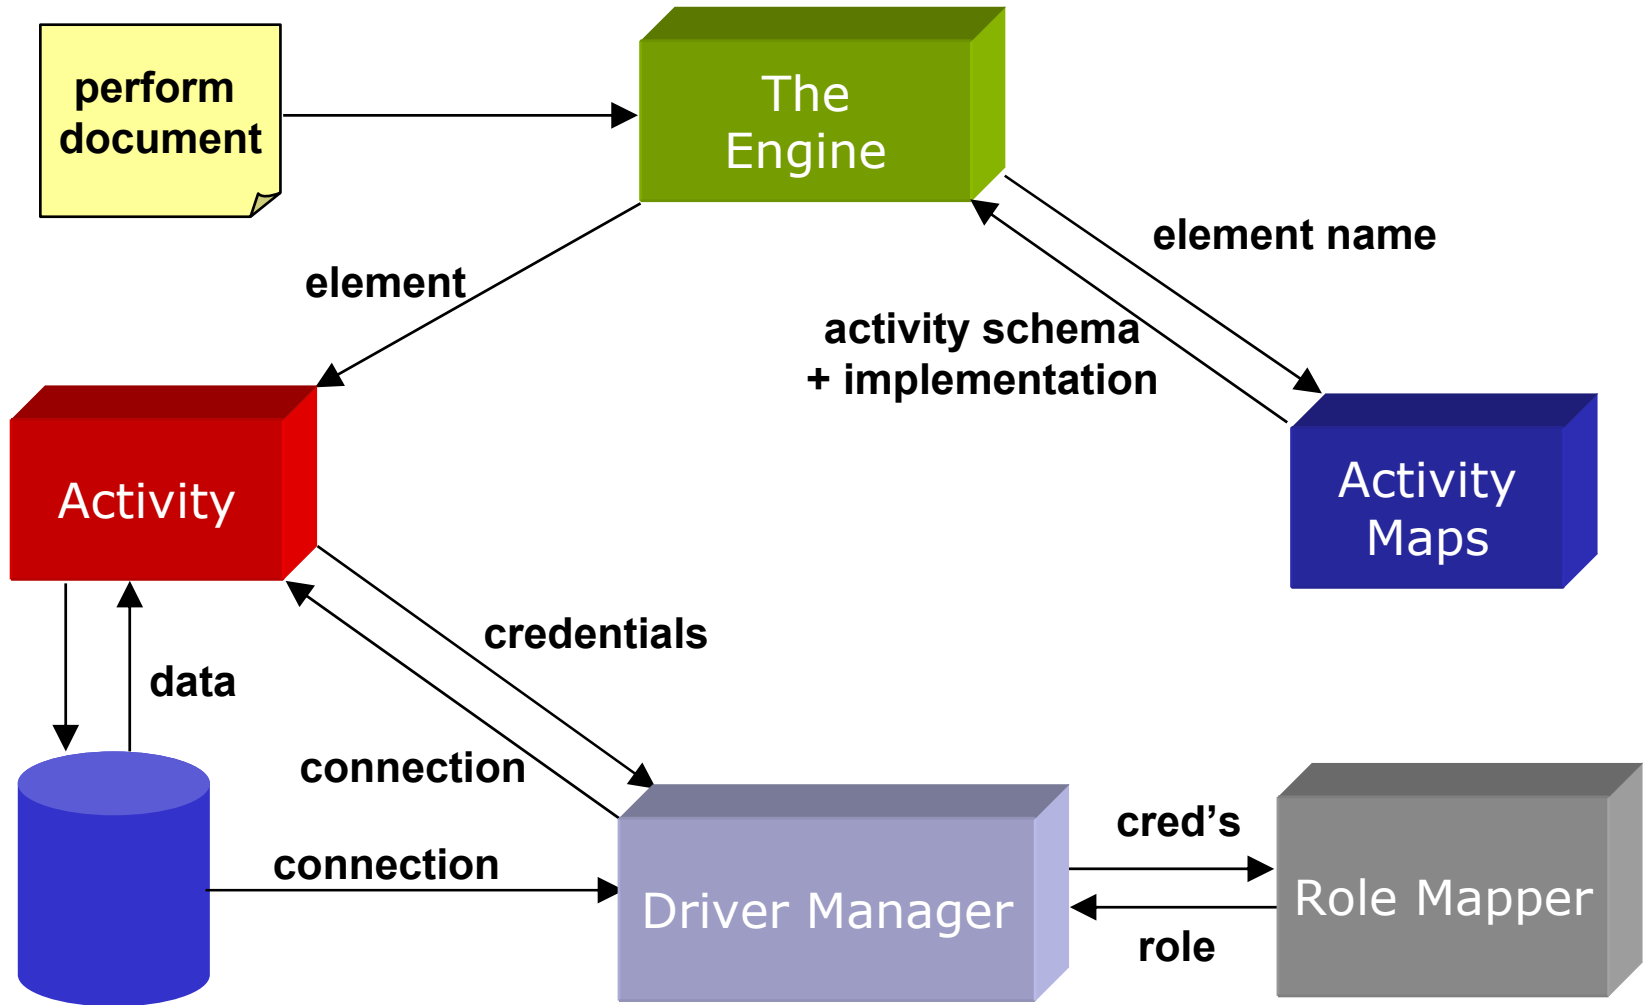 perform
document
The
Engine
element name
element
activity schema
+ implementation
Activity
Maps
Activity
credentials
data
connection
cred’s
connection
Role Mapper
Driver Manager
role